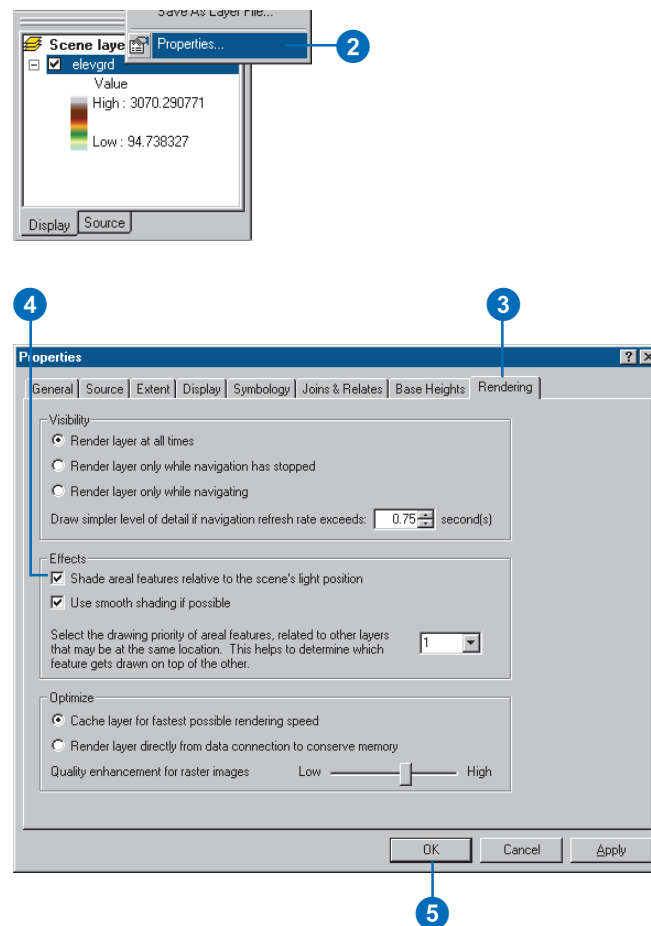 Save As Layer File...
Properties...
2
Scene laye
elevgrd
Value
High : 3070.290771
Low : 94.738327
Display
Source
4
3
Properties
General
Source
Extent
Display
Symbology
Joins & Relates
Base Heights
Rendering
Visibility
Render layer at all times
Render layer only while navigation has stopped
Render layer only while navigating
Draw simpler level of detail if navigation refresh rate exceeds: 0.75 second(s)
Effects
Shade areal features relative to the scene's light position
Use smooth shading if possible
Select the drawing priority of areal features, related to other layers
that may be at the same location. This helps to determine which
feature gets drawn on top of the other.
1
Optimize
Cache layer for fastest possible rendering speed
Render layer directly from data connection to conserve memory
Quality enhancement for raster images Low High
OK
Cancel
Apply
5